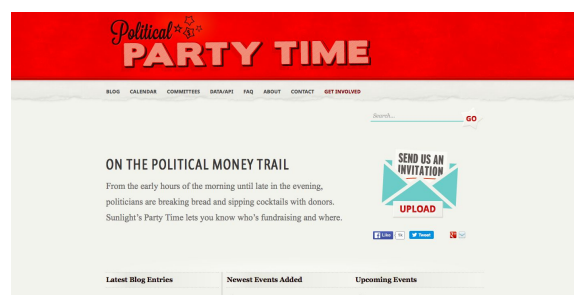 Political
PARTY TIME
BLOG CALENDAR COMMITTEES DATA/API FAQ ABOUT CONTACT GET INVOLVED
Search...
GO
ON THE POLITICAL MONEY TRAIL
From the early hours of the morning until late in the evening,
politicians are breaking bread and sipping cocktails with donors.
Sunlight's Party Time lets you know who's fundraising and where.
SEND US AN
INVITATION
UPLOAD
Like Tweet
Latest Blog Entries Newest Events Added Upcoming Events